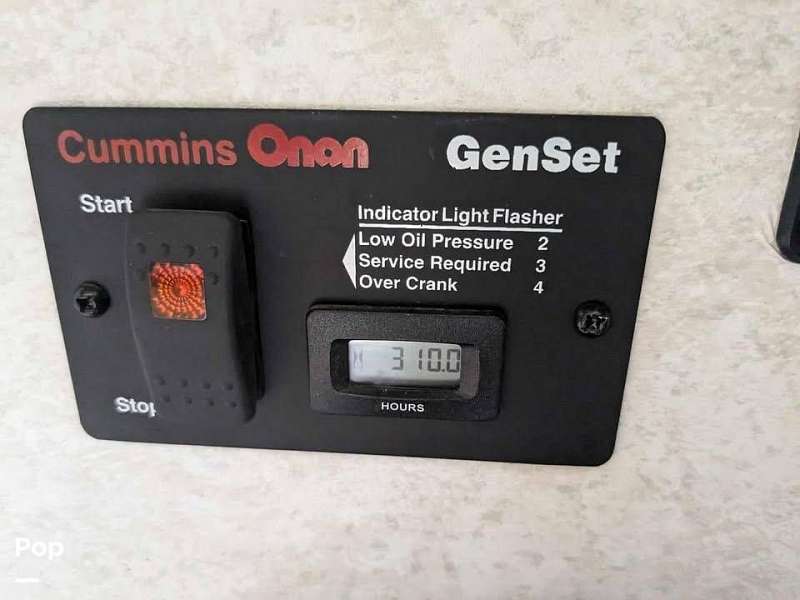 Cummins Onan GenSet
Start
Indicator Light Flasher
Low Oil Pressure 2
Service Required 3
Over Crank 4
310.0
HOURS
Stop
Pop